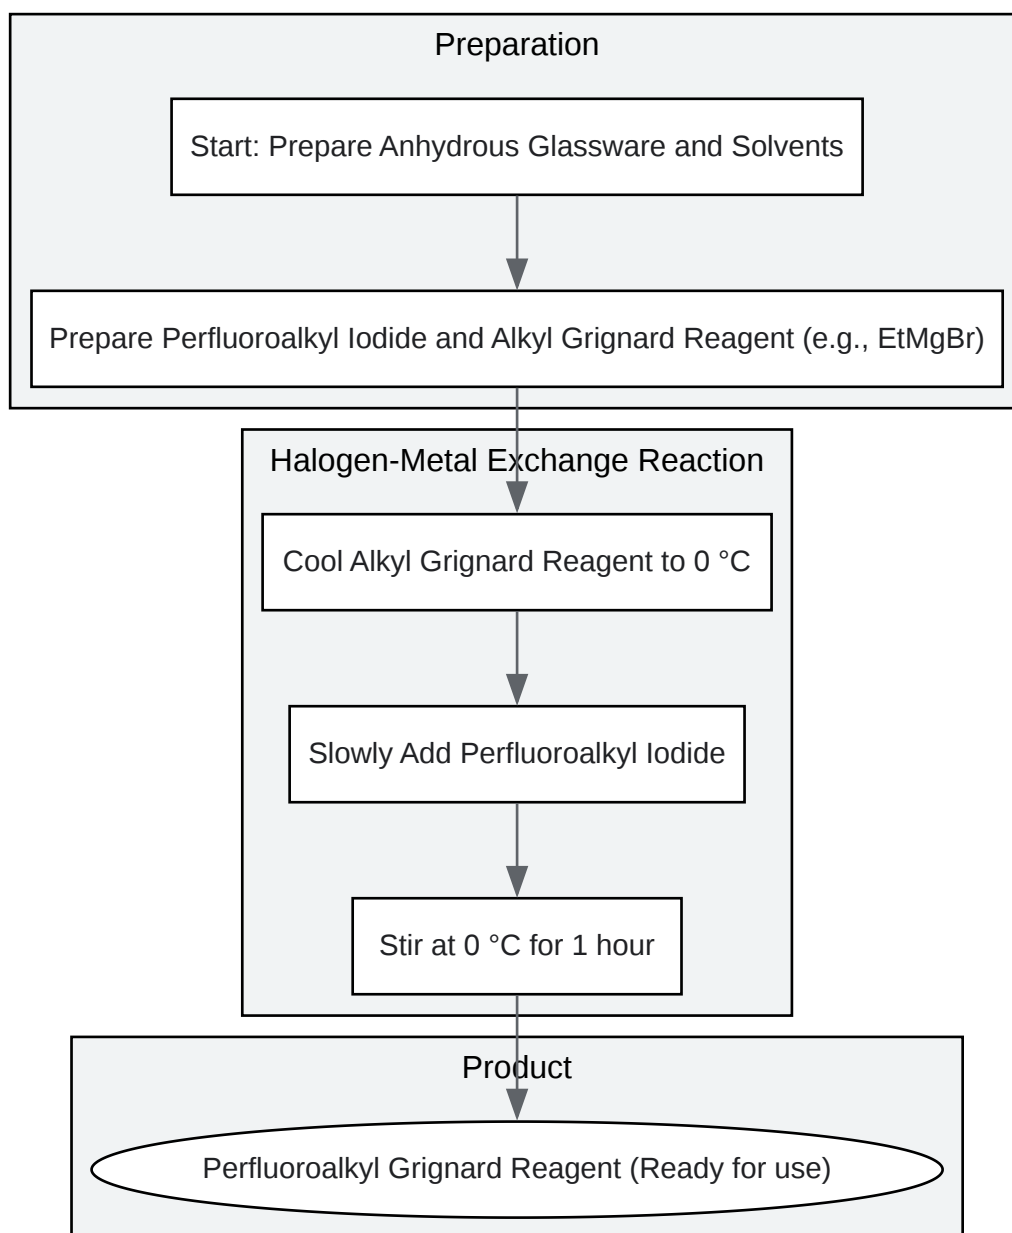 Preparation
Start: Prepare Anhydrous Glassware and Solvents
Prepare Perfluoroalkyl Iodide and Alkyl Grignard Reagent (e.g., EtMgBr)
Halogen-Metal Exchange Reaction
Cool Alkyl Grignard Reagent to 0 °C
Slowly Add Perfluoroalkyl Iodide
Stir at 0 °C for 1 hour
Product
Perfluoroalkyl Grignard Reagent (Ready for use)